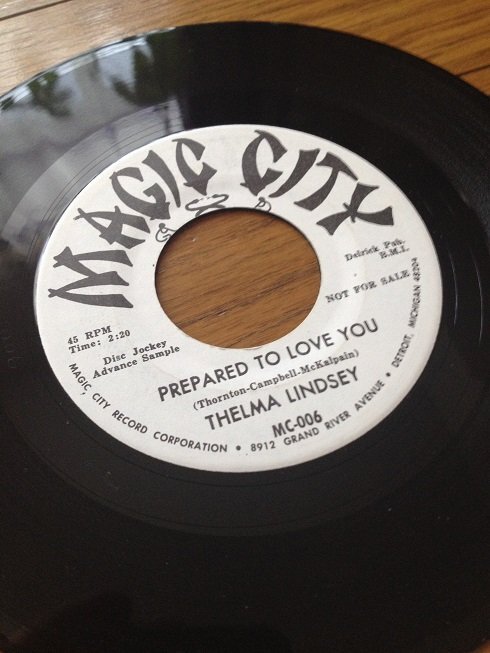 MAGIC CITY
Delrick Pub.
B.M.I.
NOT FOR SALE
45 RPM
Time: 2:20
Disc Jockey
Advance Sample
PREPARED TO LOVE YOU
(Thornton-Campbell-McKalpain)
THELMA LINDSEY
MC-006
MAGIC CITY RECORD CORPORATION • 8912 GRAND RIVER AVENUE • DETROIT, MICHIGAN 48204